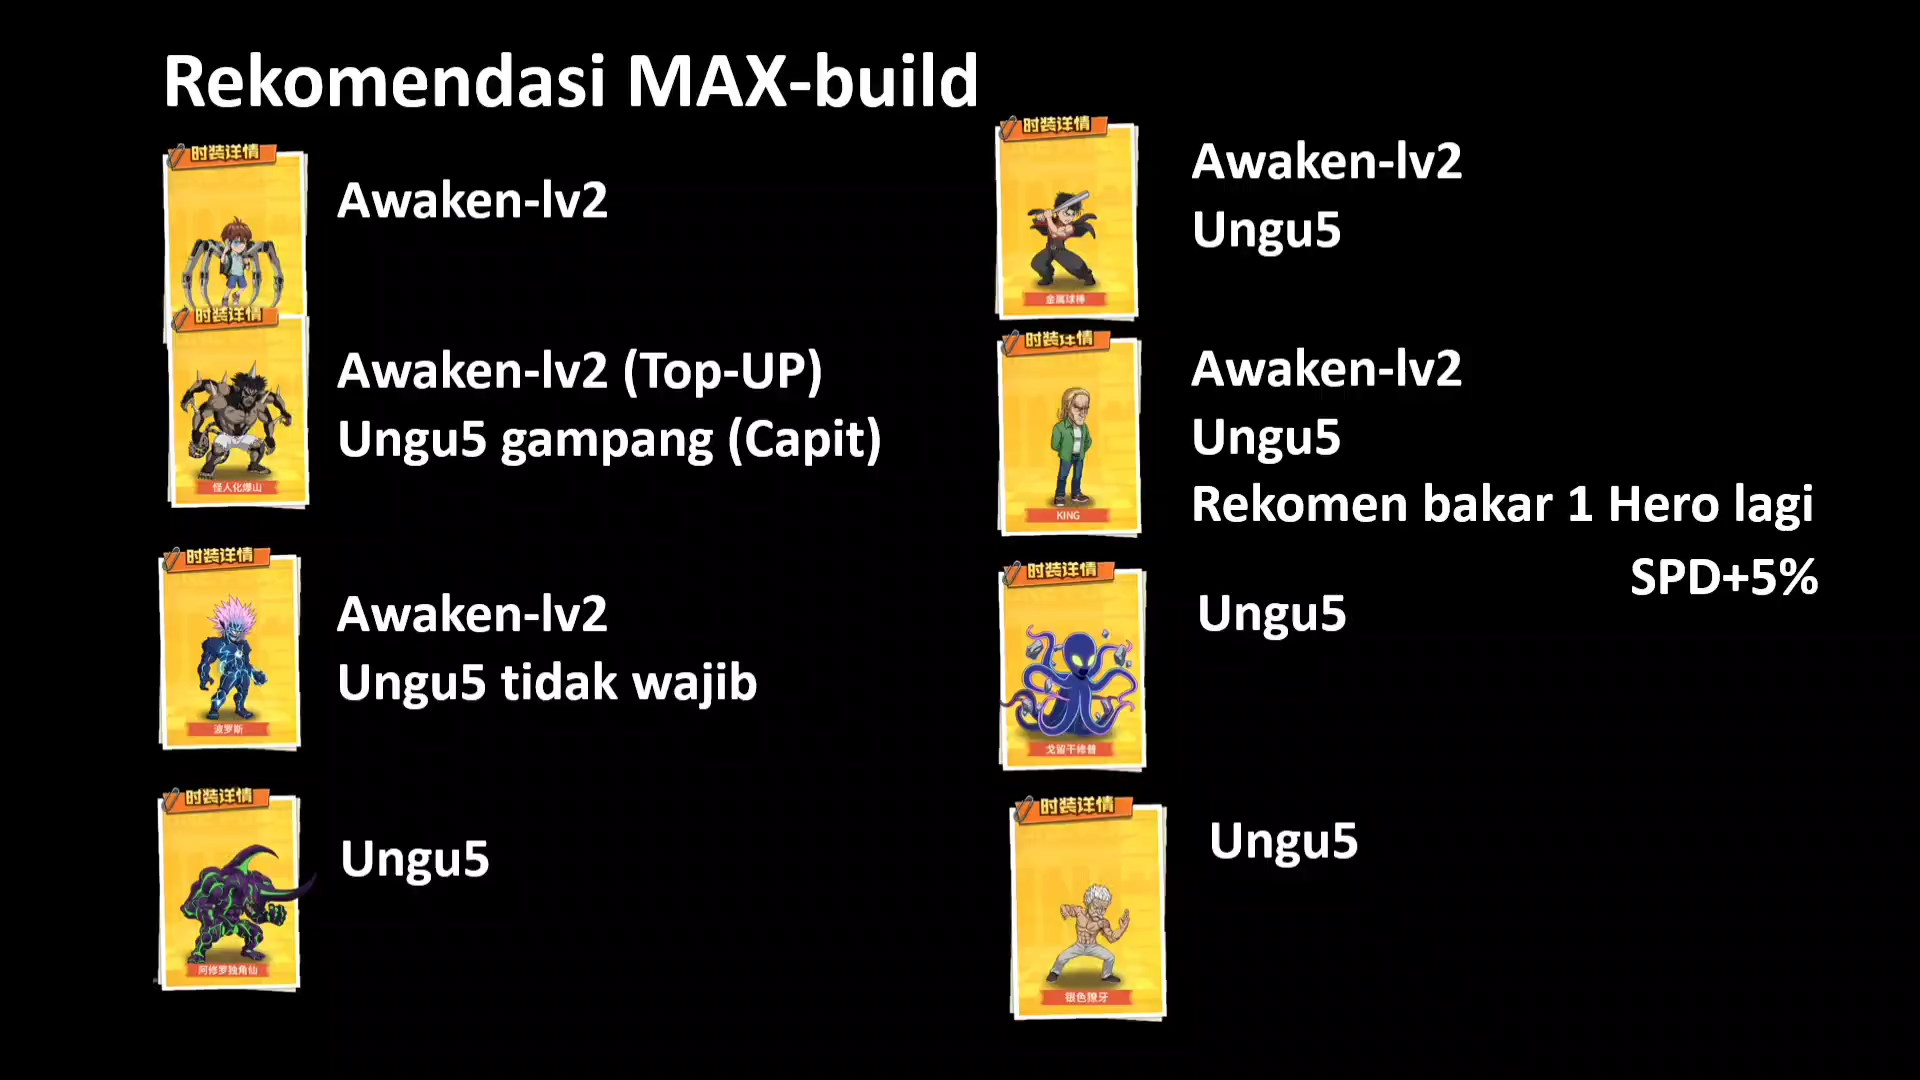 Rekomendasi MAX-build
时装详情
Awaken-lv2
时装详情
Awaken-lv2 (Top-UP)
Ungu5 gampang (Capit)
怪人化爆山
时装详情
Awaken-lv2
Ungu5 tidak wajib
波罗斯
时装详情
Ungu5
阿修罗独角仙
时装详情
Awaken-lv2
Ungu5
金属球棒
时装详情
Awaken-lv2
Ungu5
Rekomen bakar 1 Hero lagi
SPD+5%
KING
时装详情
Ungu5
戈留干修普
时装详情
Ungu5
银色獠牙